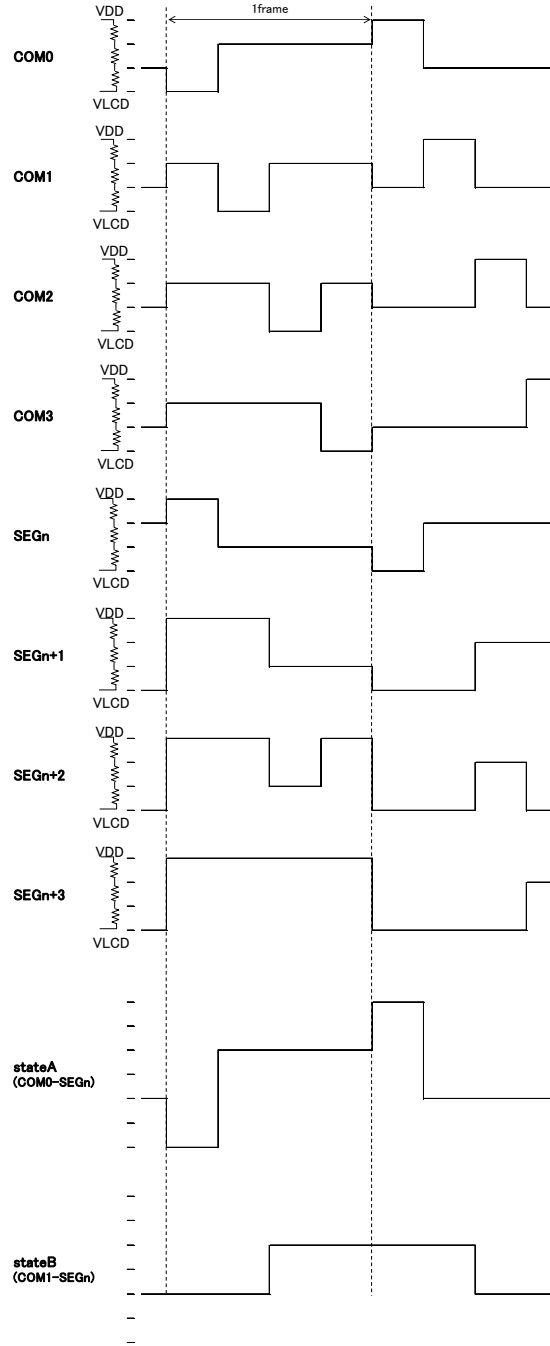 1frame
VDD
COM0
VLCD
VDD
COM1
VLCD
VDD
COM2
VLCD
VDD
COM3
VLCD
VDD
SEGn
VLCD
VDD
SEGn+1
VLCD
VDD
SEGn+2
VLCD
VDD
SEGn+3
VLCD
stateA
(COM0-SEGn)
stateB
(COM1-SEGn)